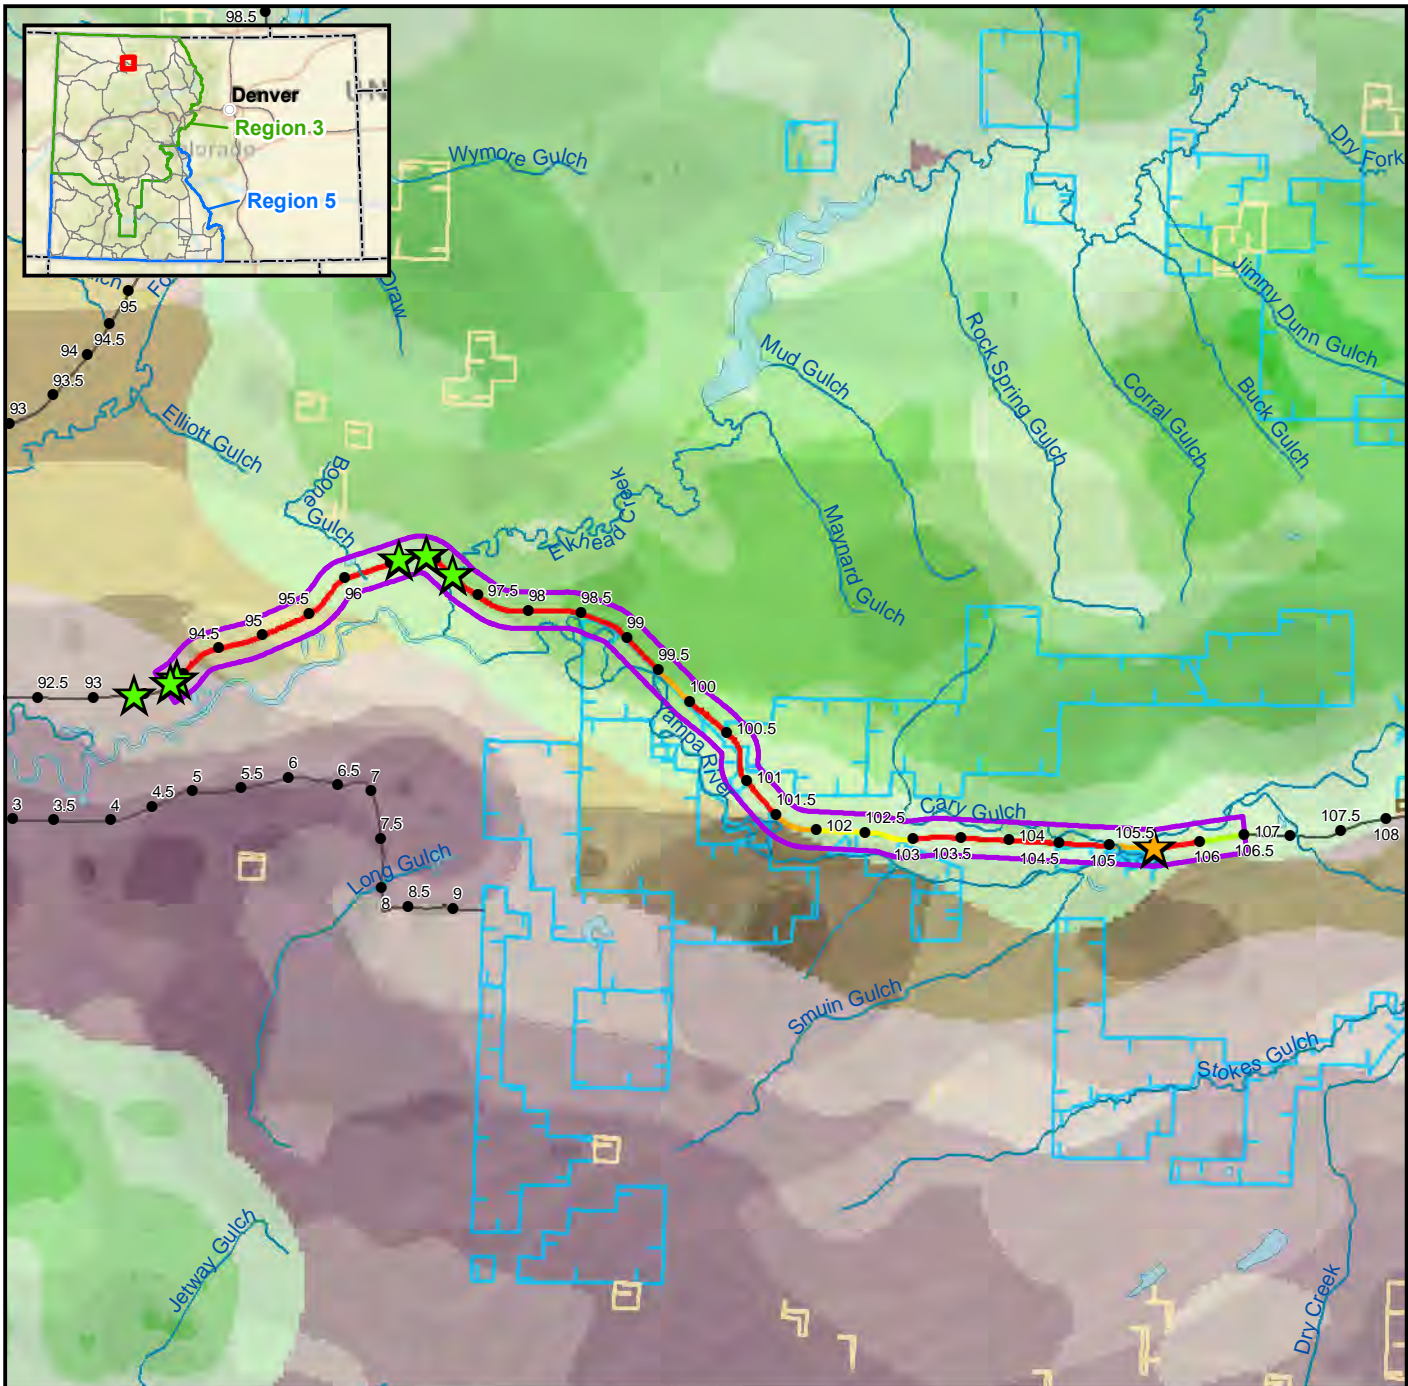 98.5
Denver
UN
Region 3
olorado
Region 5
Wymore Gulch
Dry Fork
Draw
Fo
95
94.5
94
93.5
93
Elliott Gulch
Boone
Gulch
Elkhead Creek
Mud Gulch
Maynard Gulch
Rock Spring Gulch
Corral Gulch
Buck Gulch
Jimmy Dunn Gulch
92.5
93
94.5
95
95.5
96
97.5
98
98.5
99
99.5
100
100.5
101
101.5
102
102.5
103
103.5
104
104.5
105
105.5
106
106.5
107
107.5
108
Yampa River
Cary Gulch
3
3.5
4
4.5
5
5.5
6
6.5
7
7.5
8
8.5
9
Long Gulch
Smuin Gulch
Stokes Gulch
Jetway Gulch
Dry Creek